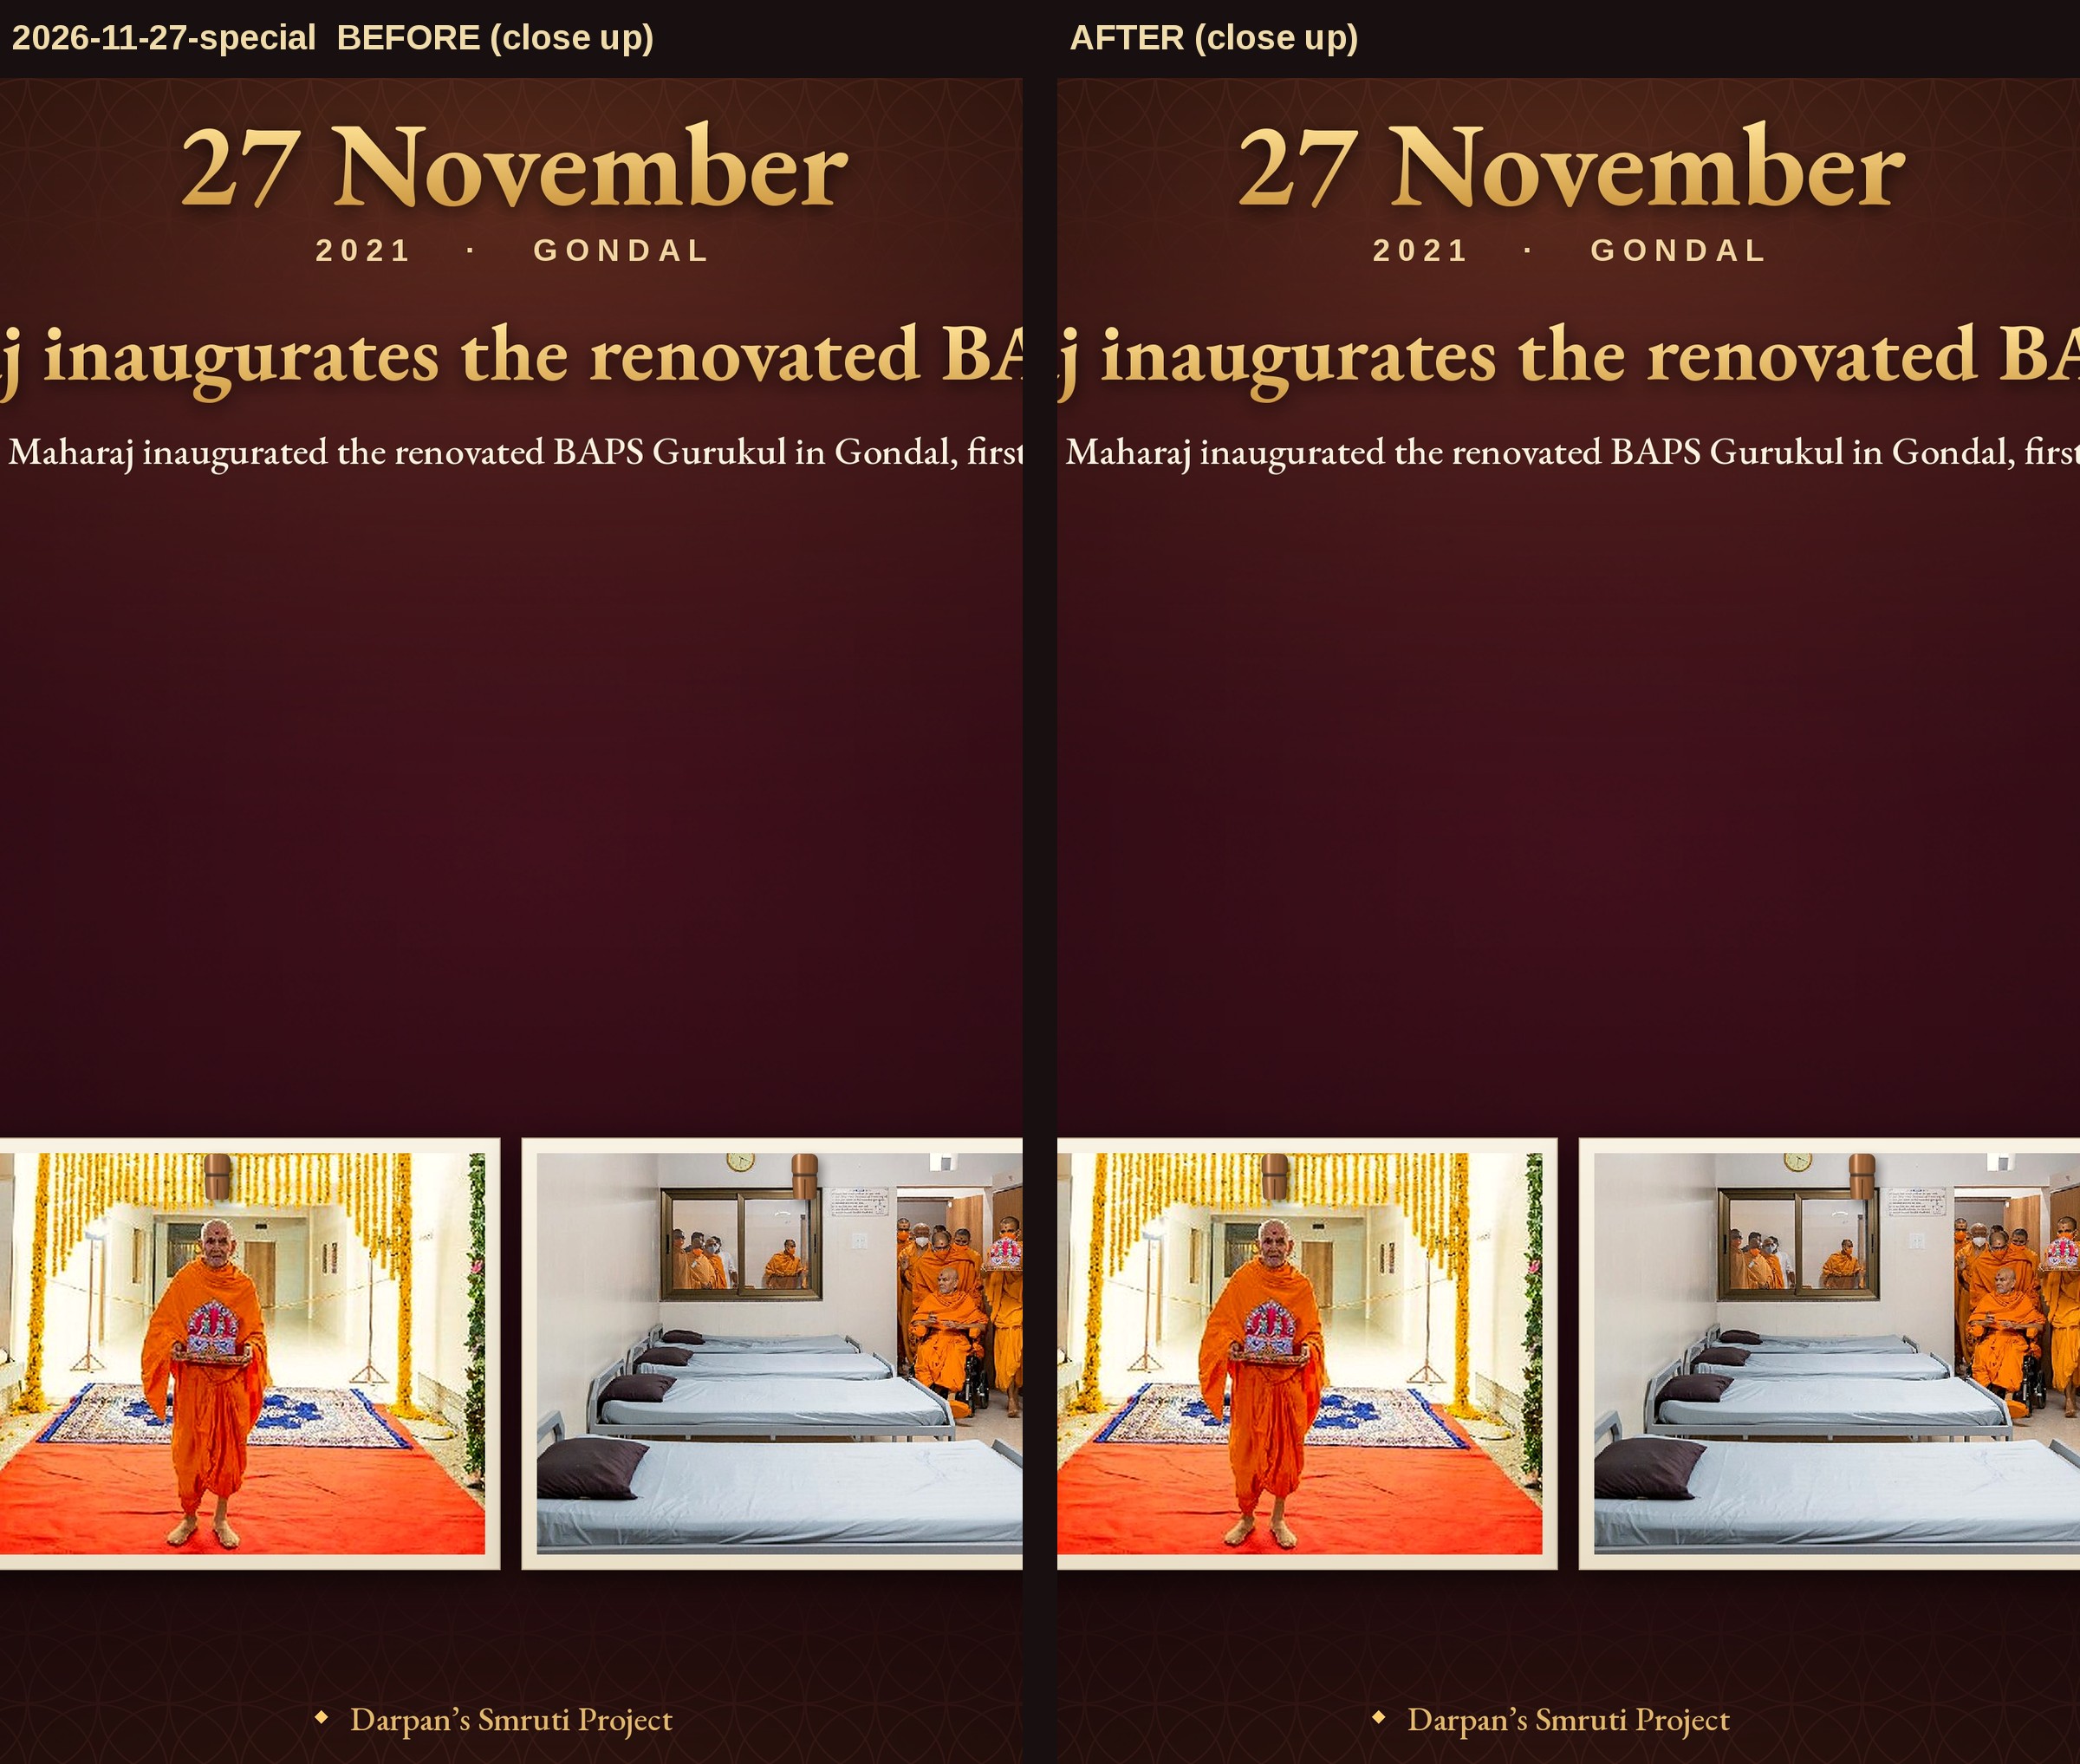 2026-11-27-special BEFORE (close up)
27 November
2021 · GONDAL
j inaugurates the renovated BA
Maharaj inaugurated the renovated BAPS Gurukul in Gondal, first
Darpan’s Smruti Project
AFTER (close up)
27 November
2021 · GONDAL
j inaugurates the renovated BA
Maharaj inaugurated the renovated BAPS Gurukul in Gondal, first
Darpan’s Smruti Project